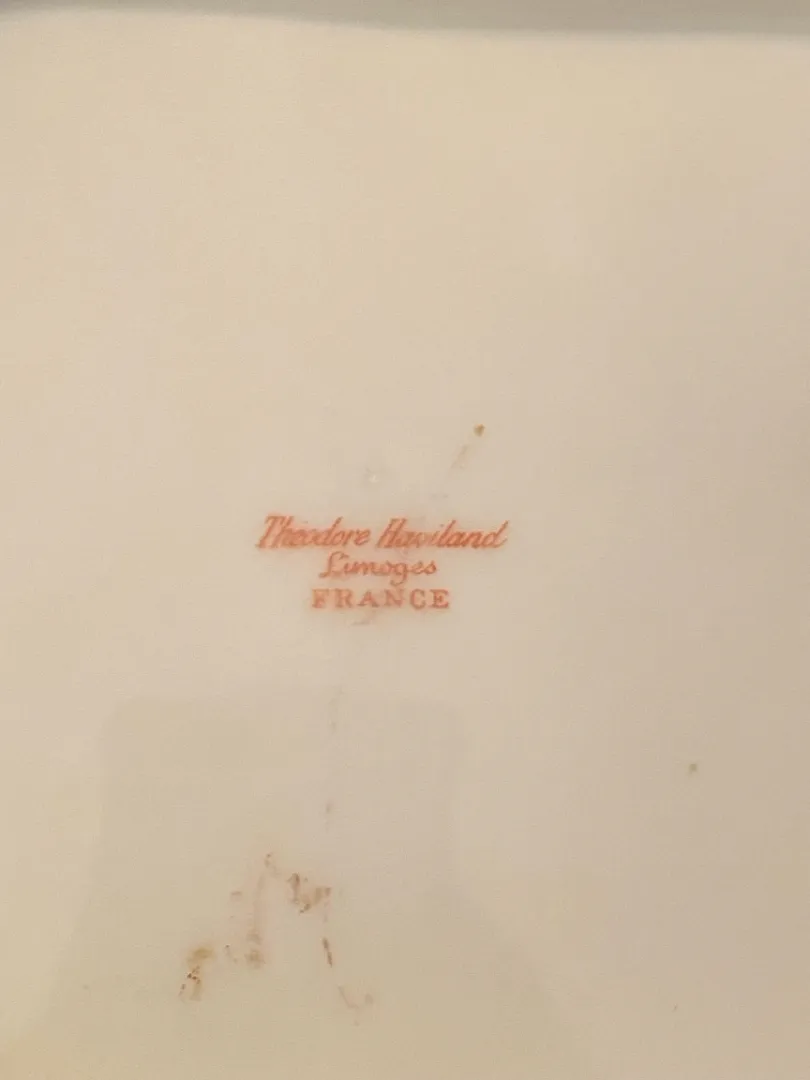 Theodore Haviland
Limoges
FRANCE